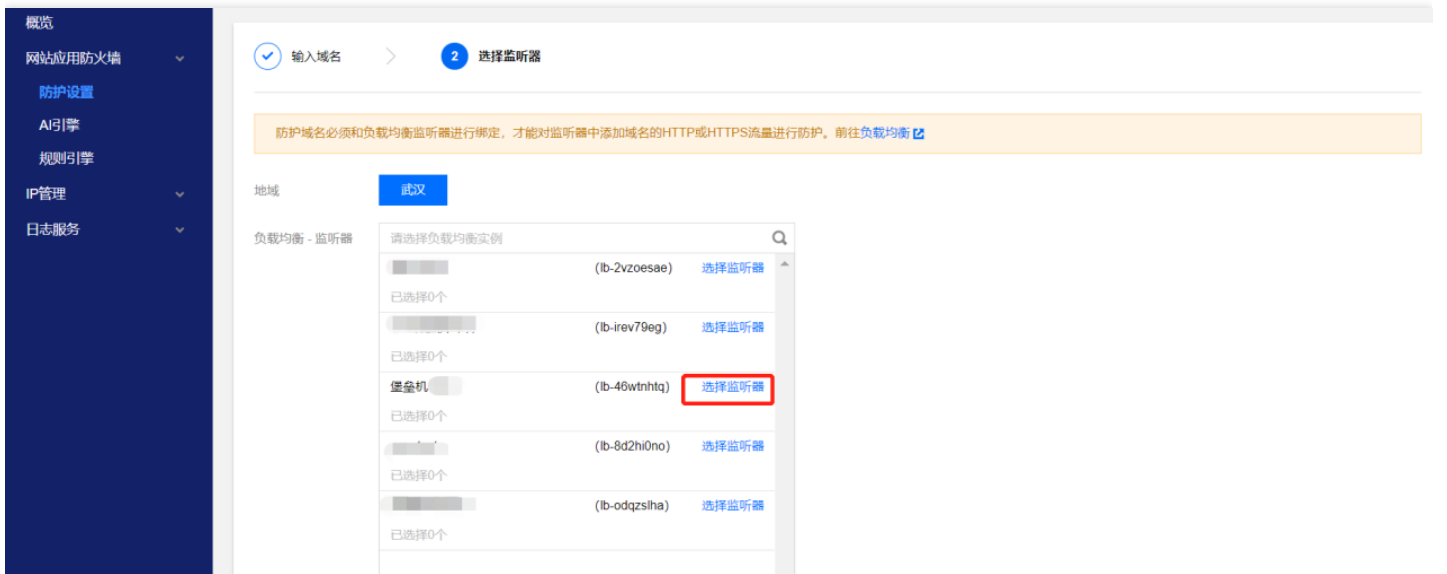 概览
网站应用防火墙
防护设置
AI引擎
规则引擎
IP管理
日志服务
输入域名
2 选择监听器
防护域名必须和负载均衡监听器进行绑定，才能对监听器中添加域名的HTTP或HTTPS流量进行防护。前往负载均衡
地域 武汉
负载均衡 - 监听器 请选择负载均衡实例
(lb-2vzoesae) 选择监听器
已选择0个
(lb-irev79eg) 选择监听器
已选择0个
堡垒机 (lb-46wtnhtq) 选择监听器
已选择0个
(lb-8d2hi0no) 选择监听器
已选择0个
(lb-odqzslha) 选择监听器
已选择0个